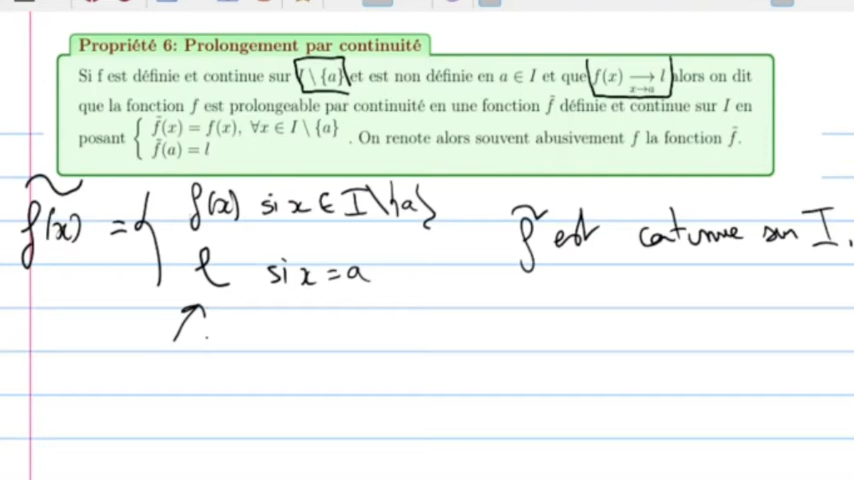 Propriété 6: Prolongement par continuité
Si f est définie et continue sur I \ {a} et est non définie en a ∈ I et que f(x) ⟶ l alors on dit
x→a
que la fonction f est prolongeable par continuité en une fonction f̃ définie et continue sur I en
posant { f̃(x) = f(x), ∀x ∈ I \ {a}
f̃(a) = l . On renote alors souvent abusivement f la fonction f̃.
f̃(x) = { f(x) si x ∈ I\{a}
l si x = a
f̃ est continue sur I.